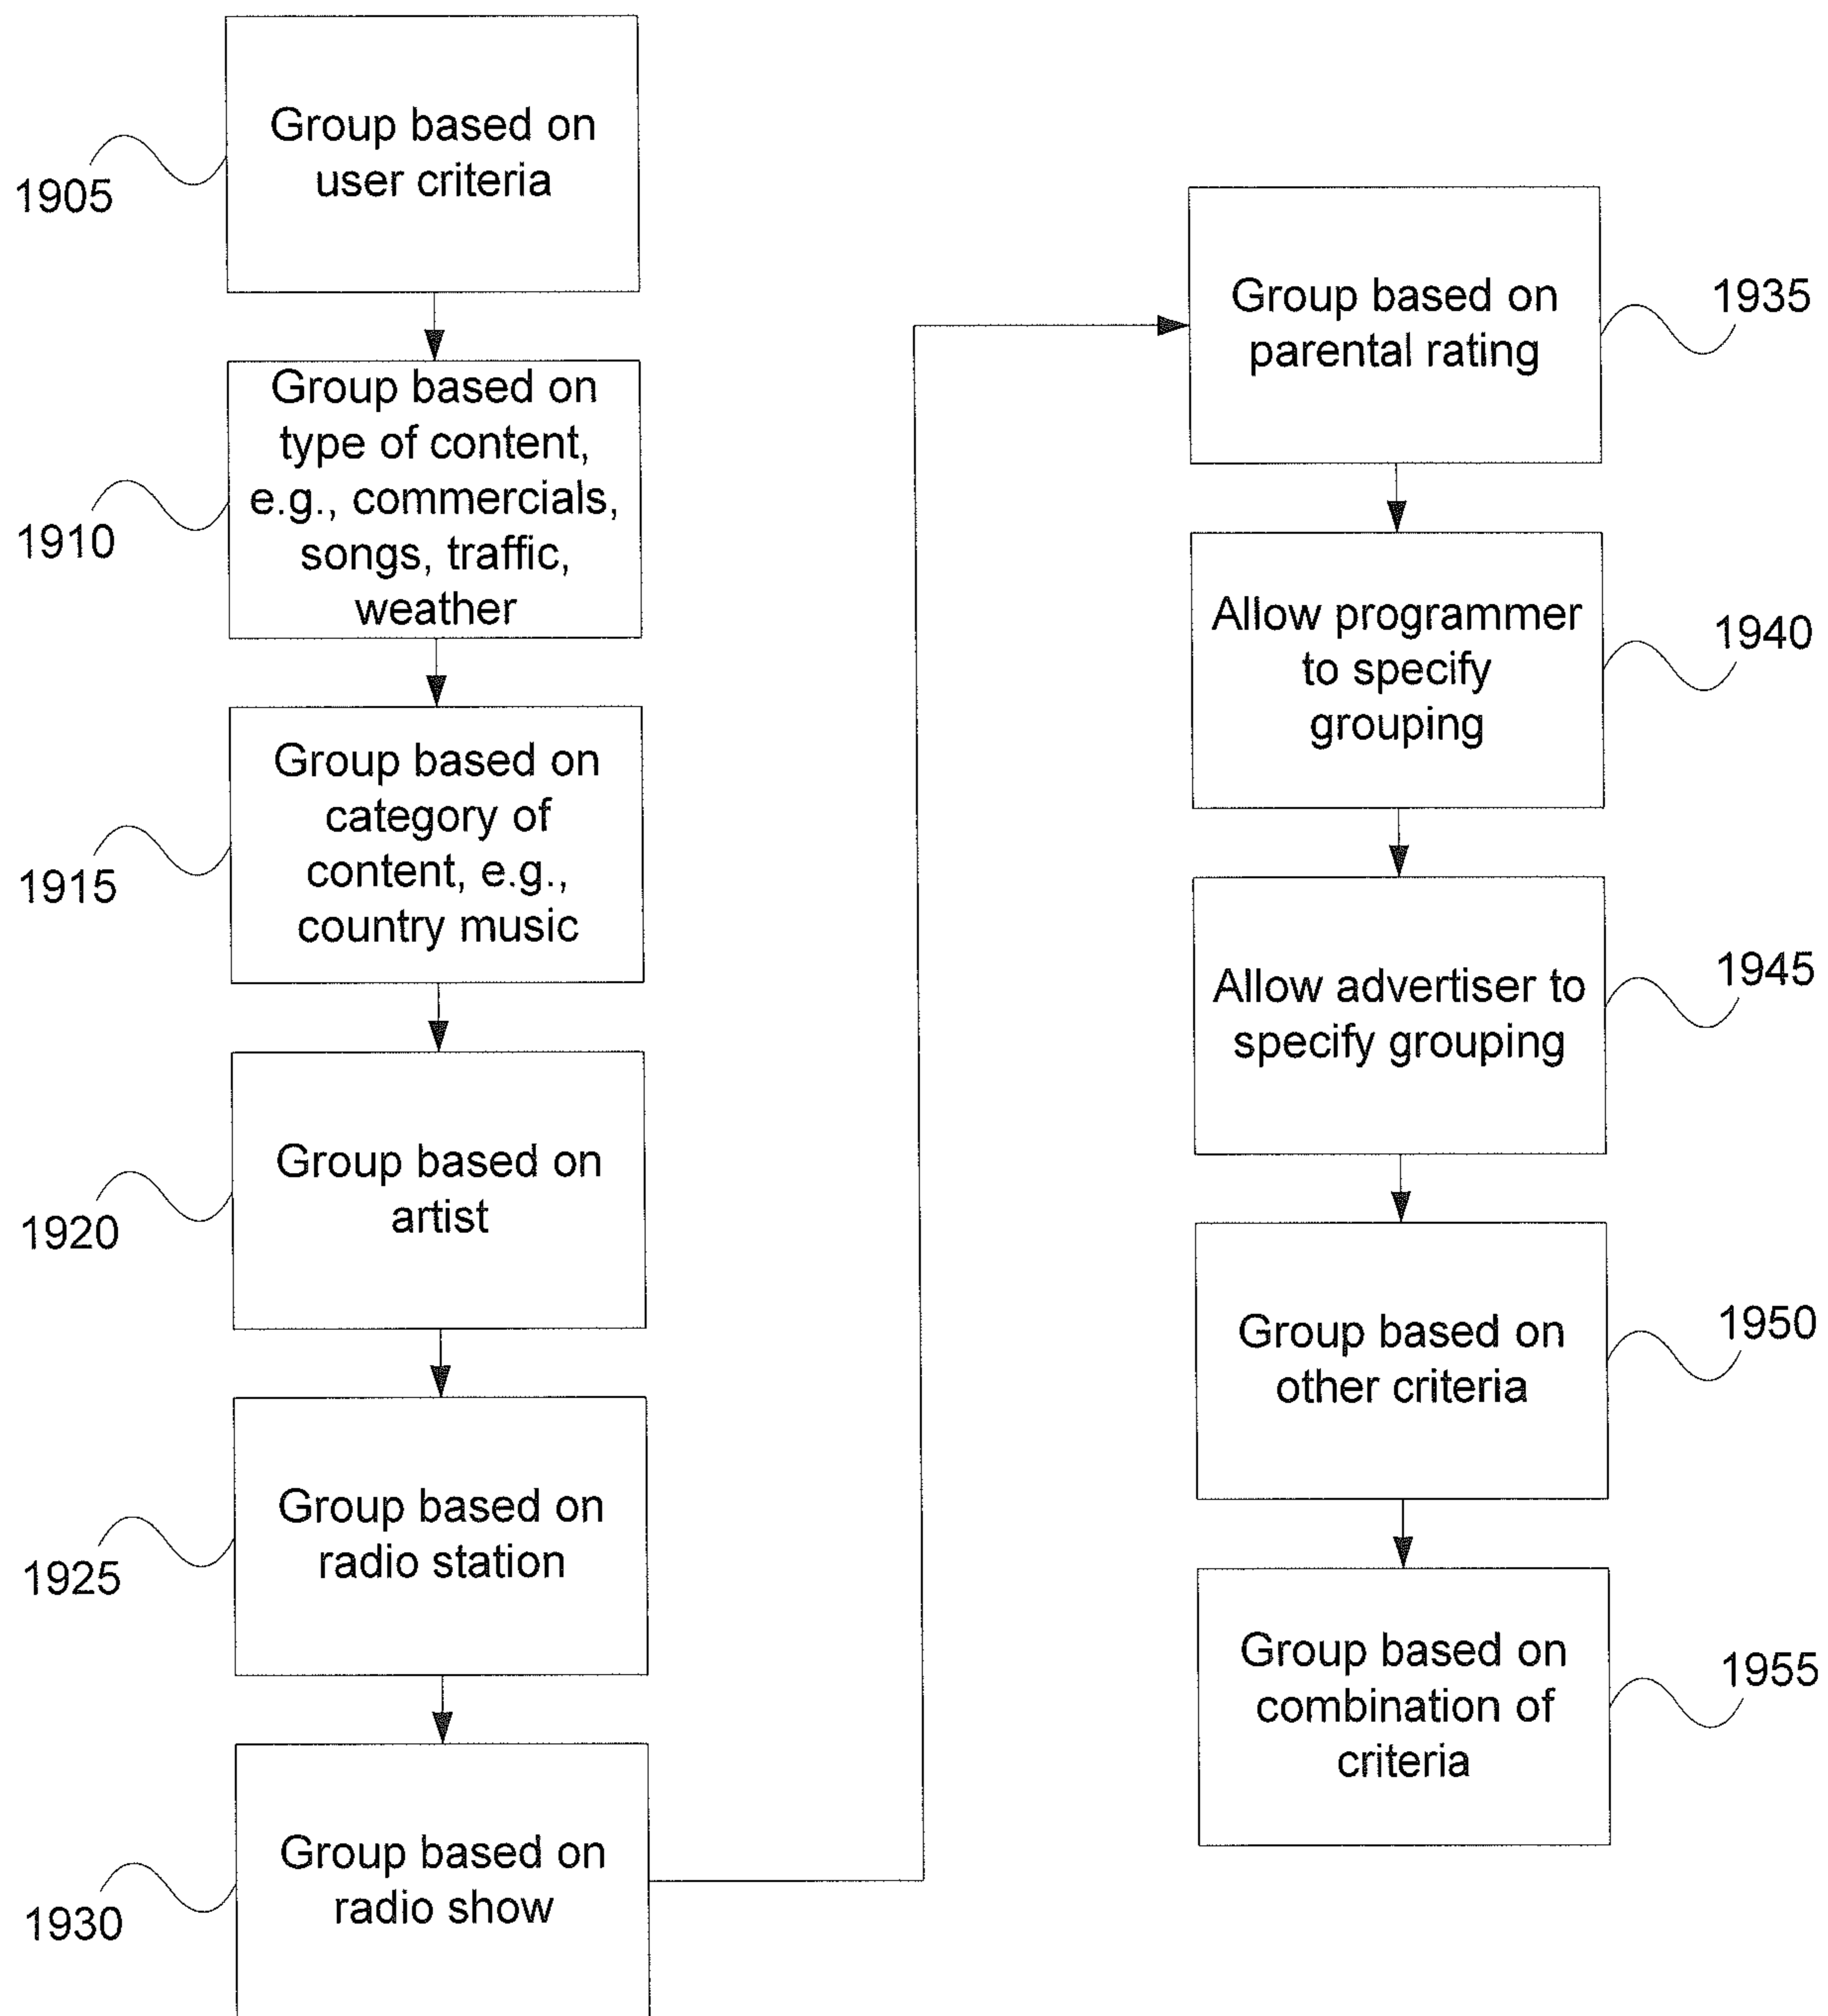 Group based on
user criteria
1905
Group based on
type of content,
e.g., commercials,
songs, traffic,
weather
1910
Group based on
category of
content, e.g.,
country music
1915
Group based on
artist
1920
Group based on
radio station
1925
Group based on
radio show
1930
Group based on
parental rating
1935
Allow programmer
to specify
grouping
1940
Allow advertiser to
specify grouping
1945
Group based on
other criteria
1950
Group based on
combination of
criteria
1955